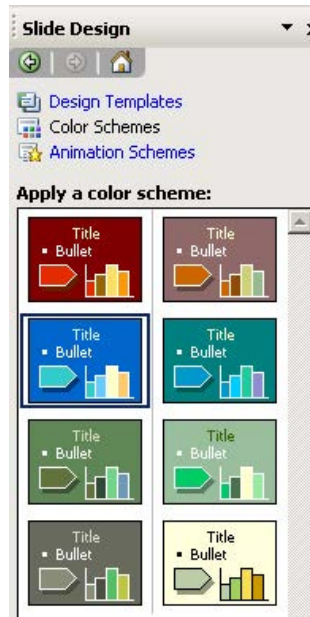 Slide Design
Design Templates
Color Schemes
Animation Schemes
Apply a color scheme:
Title
▪ Bullet
Title
▪ Bullet
Title
▪ Bullet
Title
▪ Bullet
Title
▪ Bullet
Title
▪ Bullet
Title
▪ Bullet
Title
▪ Bullet